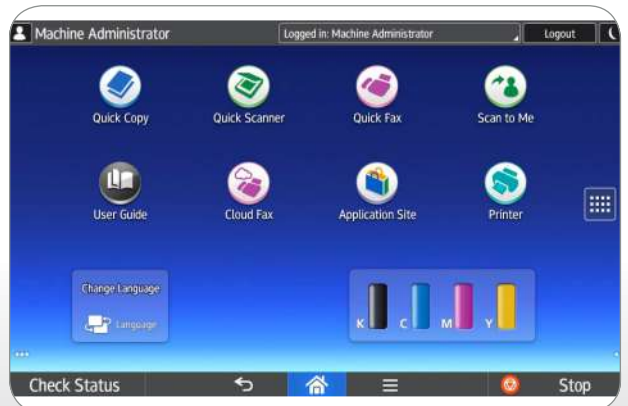 Machine Administrator
Logged in: Machine Administrator
Logout
Quick Copy
Quick Scanner
Quick Fax
Scan to Me
User Guide
Cloud Fax
Application Site
Printer
Change Language
Language
K C M Y
Check Status
Stop